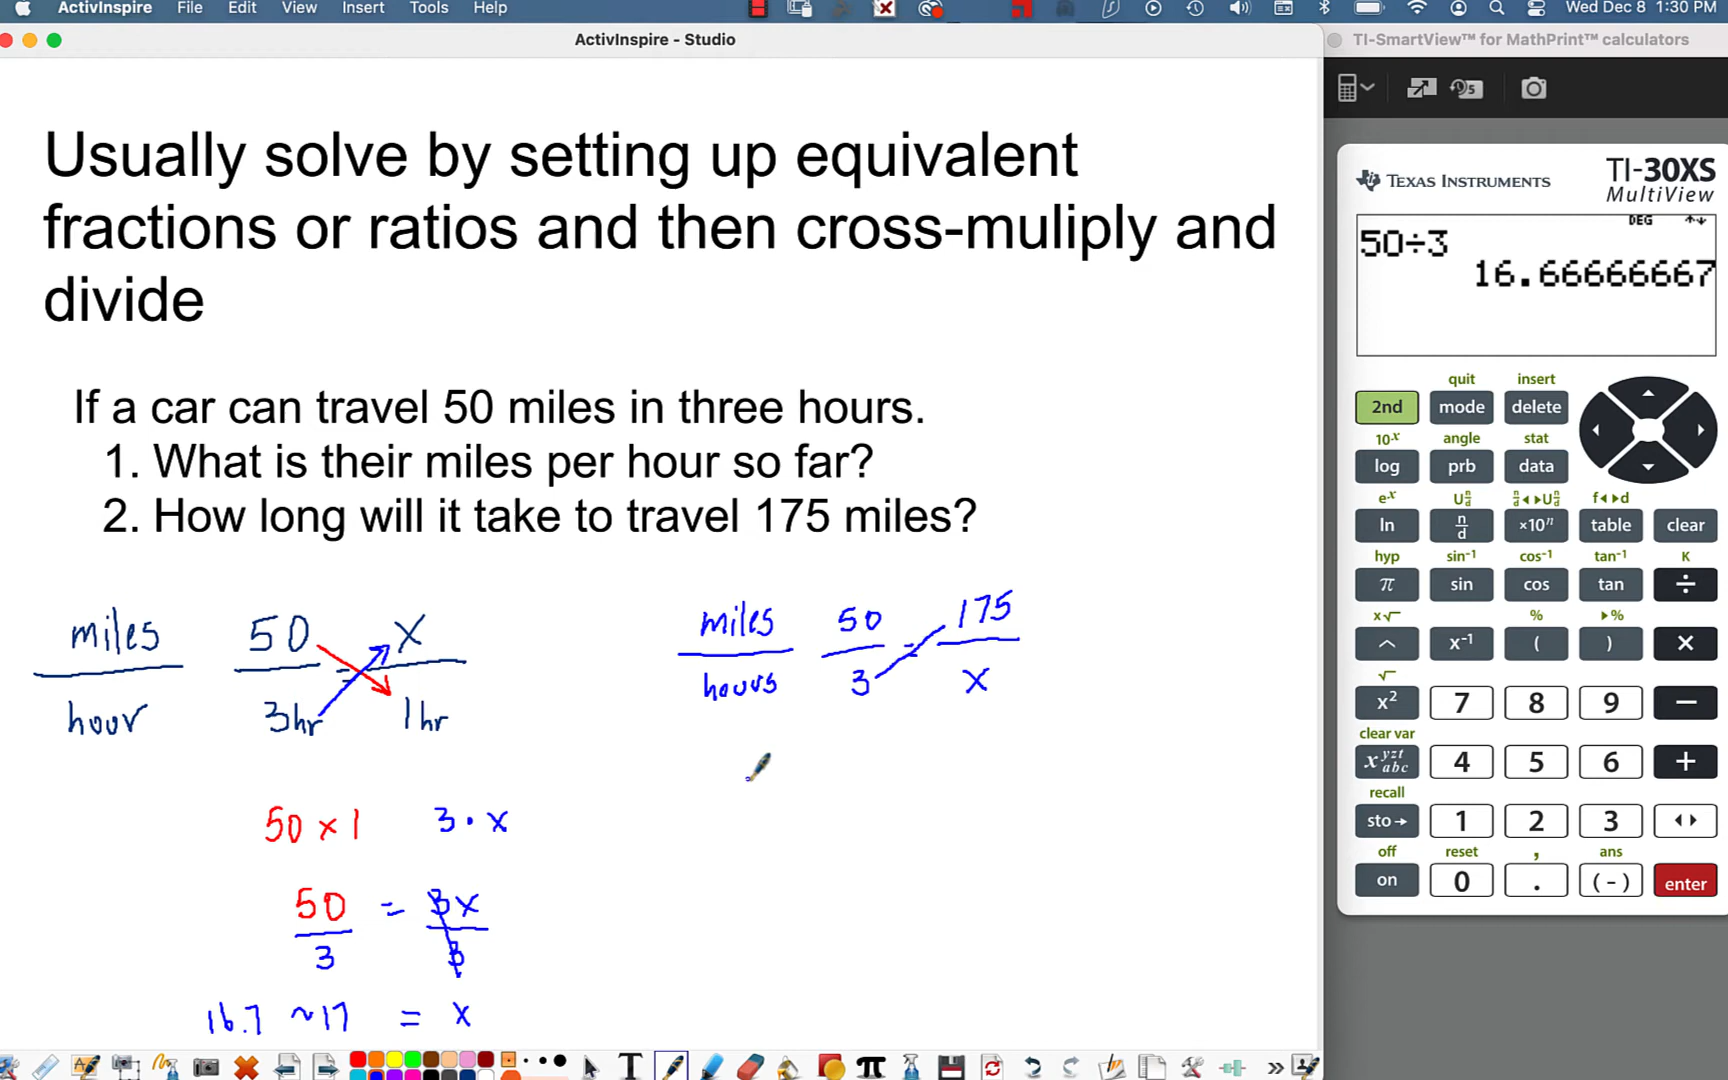 ActivInspire File Edit View Insert Tools Help Wed Dec 8 1:30 PM
ActivInspire - Studio
TI-SmartView™ for MathPrint™ calculators
Usually solve by setting up equivalent
fractions or ratios and then cross-muliply and
divide
If a car can travel 50 miles in three hours.
1. What is their miles per hour so far?
2. How long will it take to travel 175 miles?
miles 50 = x
hour 3hr 1hr
50 x 1 3 · x
50 = 3x
3 3
16.7 ~17 = x
miles 50 = 175
hours 3 x
TEXAS INSTRUMENTS
TI-30XS
MultiView
DEG
50÷3
16.66666667
quit insert
2nd mode delete
10ˣ angle stat
log prb data
eˣ U n/d n/d ◄►U n/d f◄►d
ln n/d ×10ⁿ table clear
hyp sin⁻¹ cos⁻¹ tan⁻¹ K
π sin cos tan ÷
x√ % ►%
^ x⁻¹ ( ) ×
√
x² 7 8 9 −
clear var
x yzt abc 4 5 6 +
recall
sto→ 1 2 3 ◄►
off reset , ans
on 0 . (-) enter
T π »